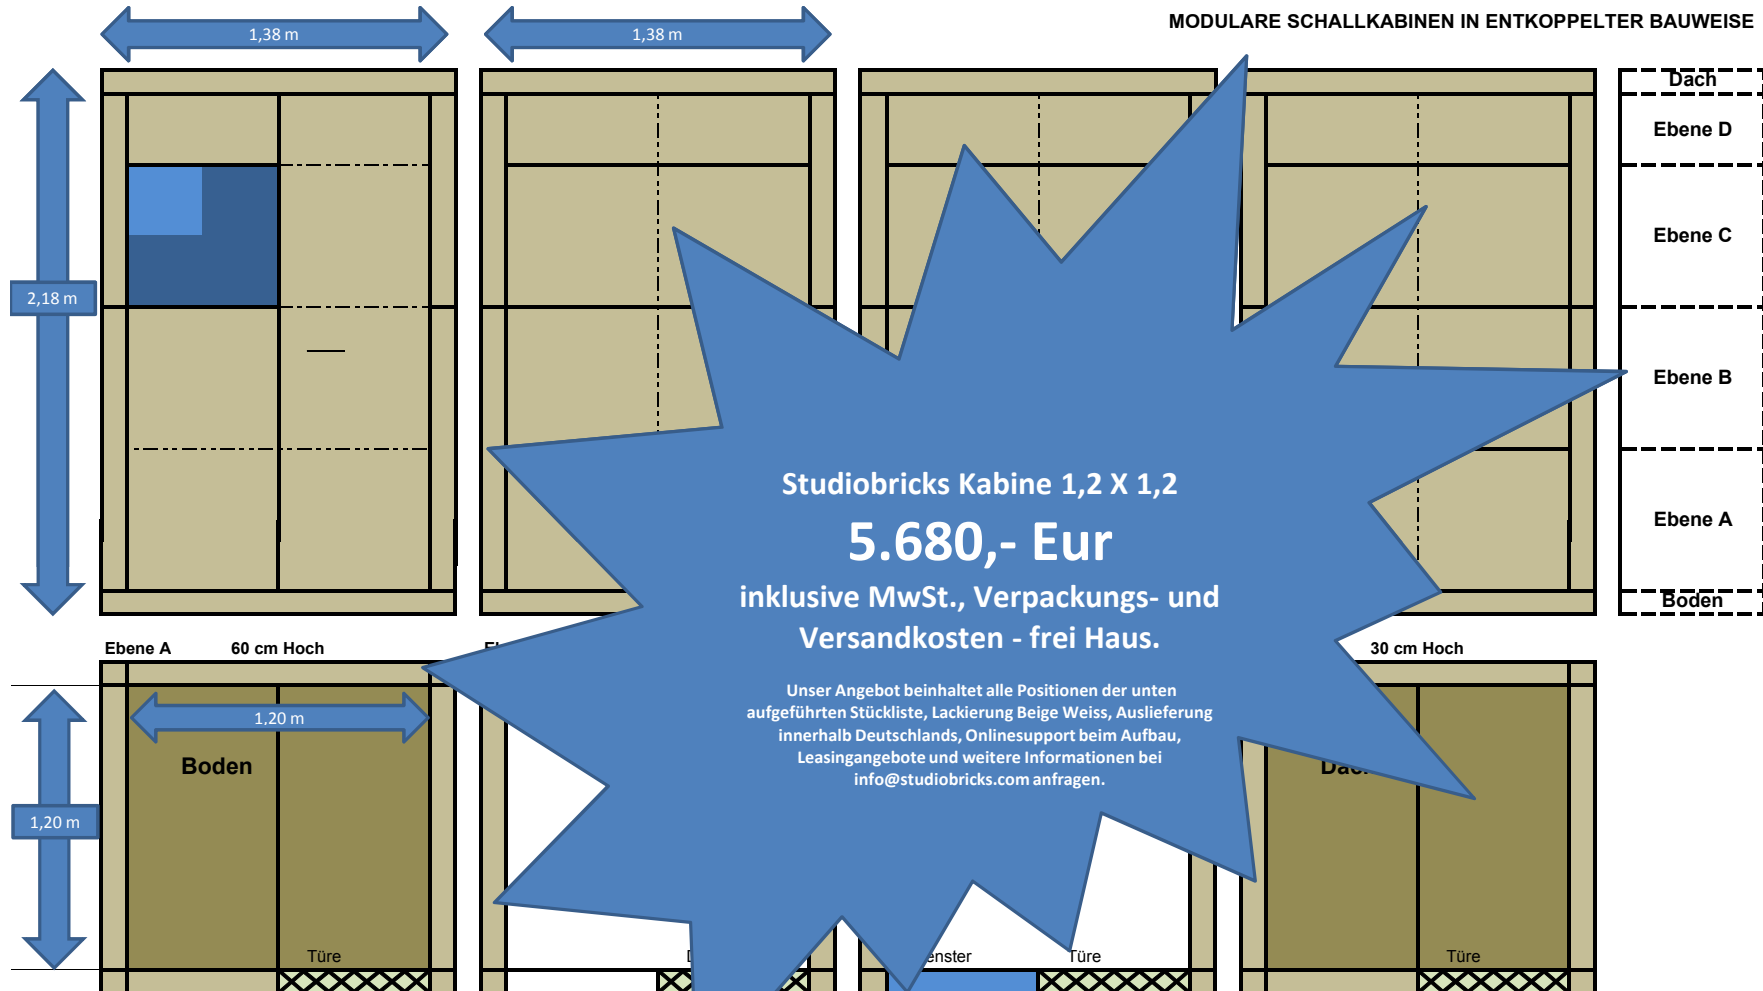 MODULARE SCHALLKABINEN IN ENTKOPPELTER BAUWEISE
1,38 m
1,38 m
Dach
Ebene D
Ebene C
2,18 m
Ebene B
Ebene A
Boden
Studiobricks Kabine 1,2 X 1,2
5.680,- Eur
inklusive MwSt., Verpackungs- und
Versandkosten - frei Haus.
Unser Angebot beinhaltet alle Positionen der unten
aufgeführten Stückliste, Lackierung Beige Weiss, Auslieferung
innerhalb Deutschlands, Onlinesupport beim Aufbau,
Leasingangebote und weitere Informationen bei
info@studiobricks.com anfragen.
Ebene A 60 cm Hoch
30 cm Hoch
1,20 m
Boden
1,20 m
Türe
Türe
Türe